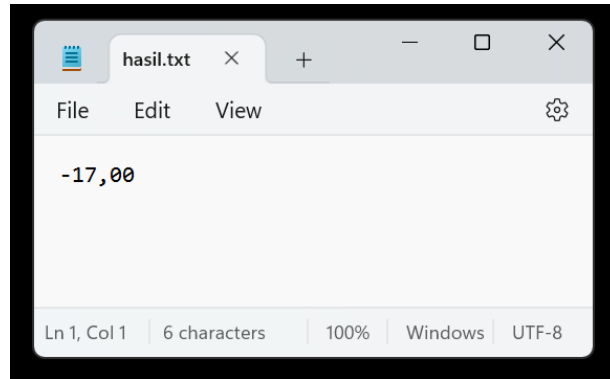 hasil.txt
File Edit View
-17,00
Ln 1, Col 1 6 characters 100% Windows UTF-8